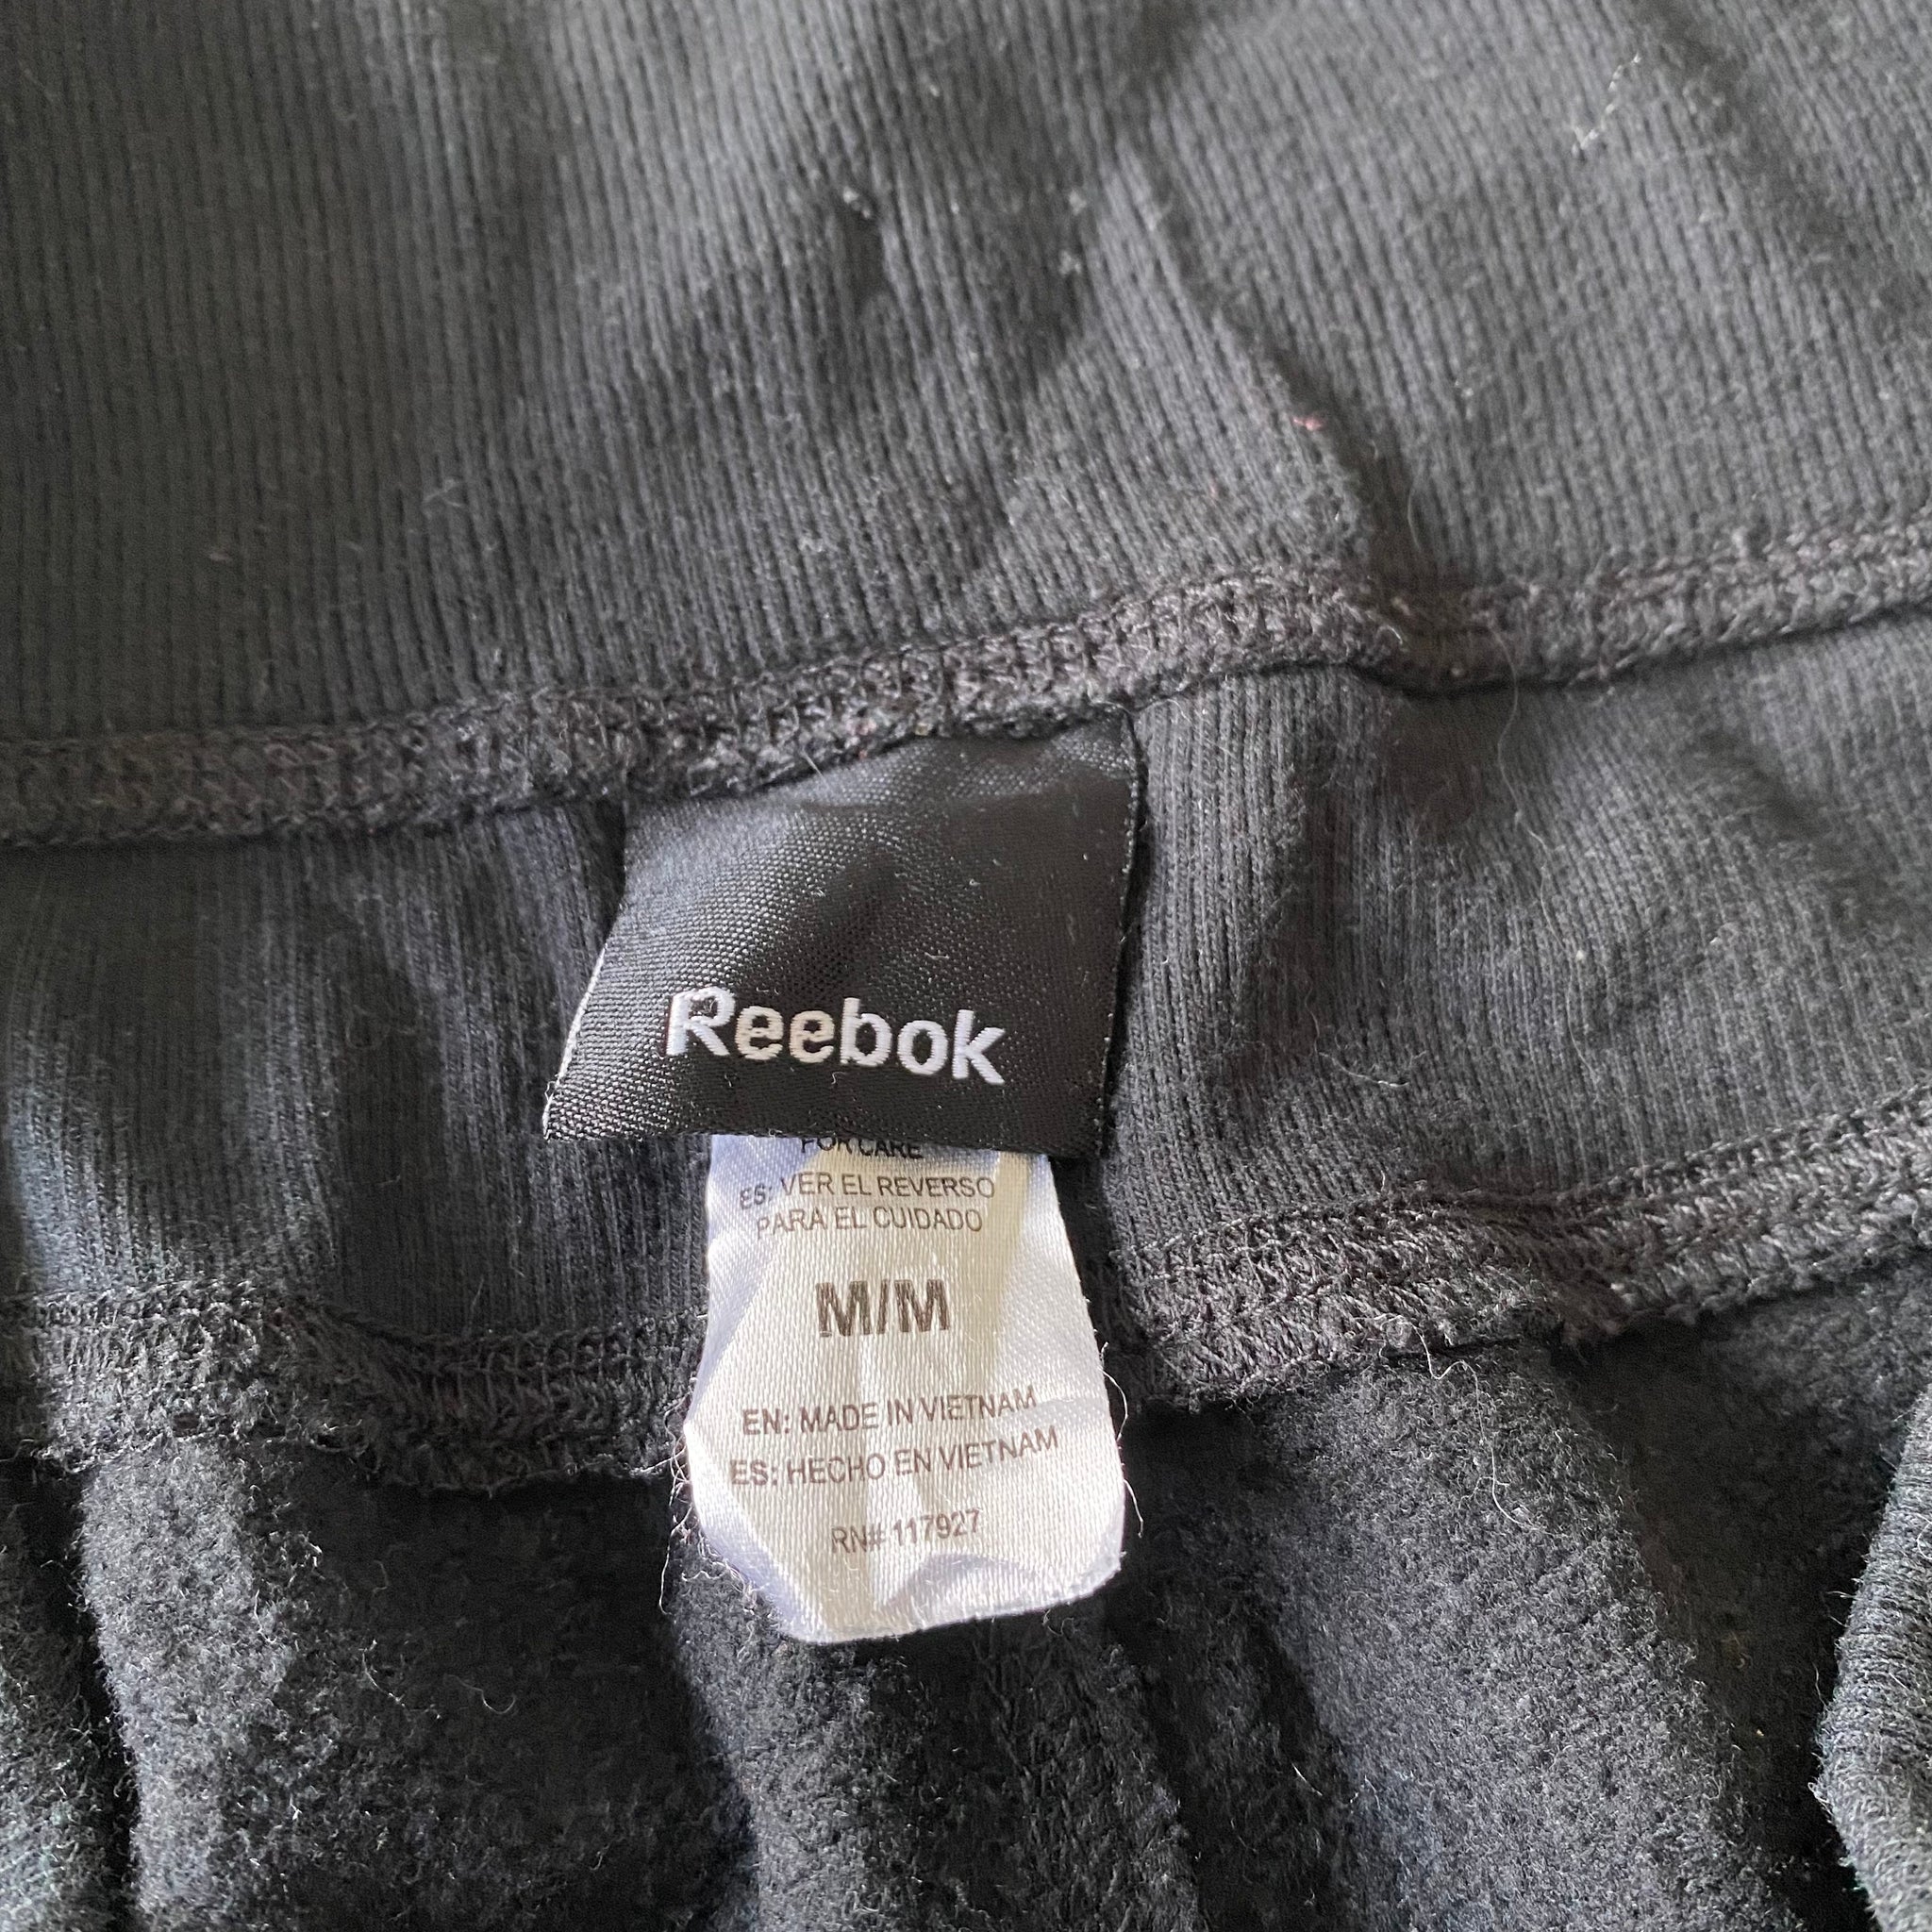 Reebok
FOR CARE
ES: VER EL REVERSO
PARA EL CUIDADO
M/M
EN: MADE IN VIETNAM
ES: HECHO EN VIETNAM
RN# 117927